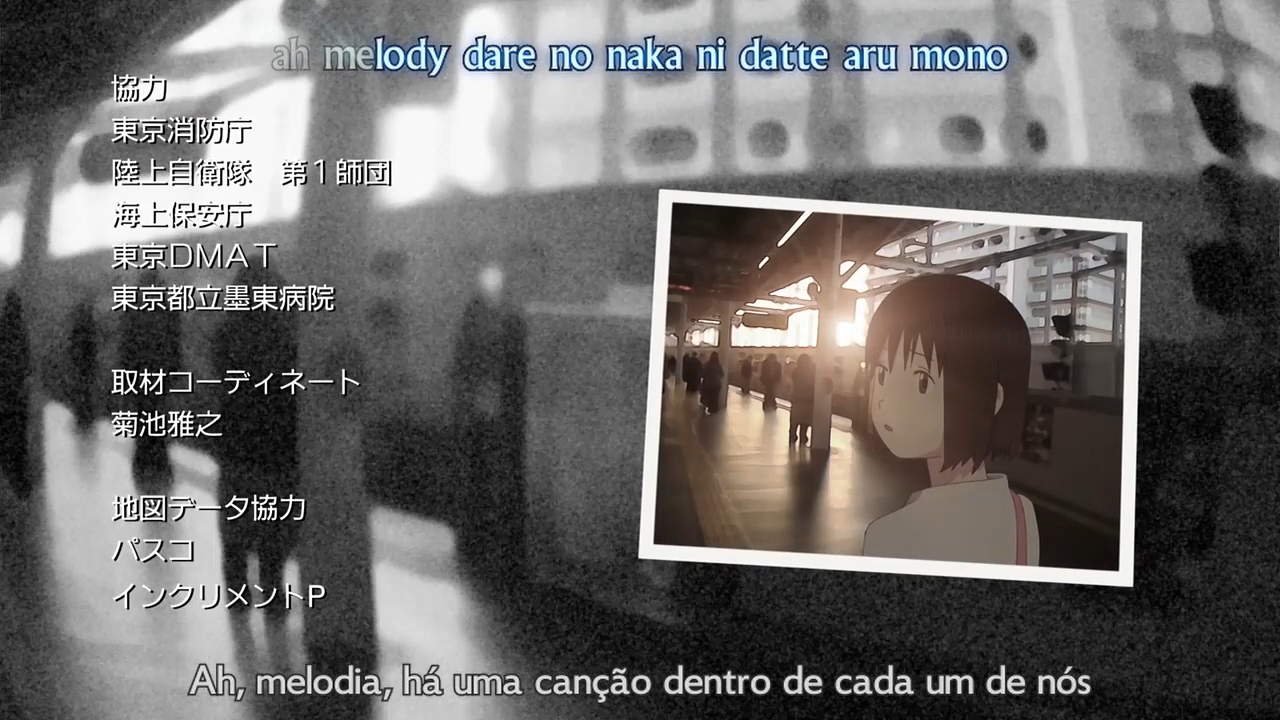 ah melody dare no naka ni datte aru mono
協力
東京消防庁
陸上自衛隊　第１師団
海上保安庁
東京ＤＭＡＴ
東京都立墨東病院
取材コーディネート
菊池雅之
地図データ協力
パスコ
インクリメントP
Ah, melodia, há uma canção dentro de cada um de nós